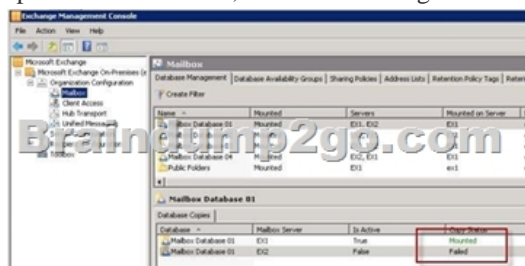 Exchange Management Console
File Action View Help
Microsoft Exchange
Microsoft Exchange On-Premises (e
Organization Configuration
Mailbox
Client Access
Hub Transport
Unified Messaging
Mailbox
Database Management Database Availability Groups Sharing Policies Address Lists Retention Policy Tags
Create Filter
Name Mounted Servers Mounted on Server
Mailbox Database 01 Mounted EX1, EX2 EX1
Braindump2go.com
Mailbox Database 04 Mounted EX2, EX1 EX1
Public Folders Mounted EX1 ex1
Mailbox Database 01
Database Copies
Database Mailbox Server Is Active Copy Status
Mailbox Database 01 EX1 True Mounted
Mailbox Database 01 EX2 False Failed